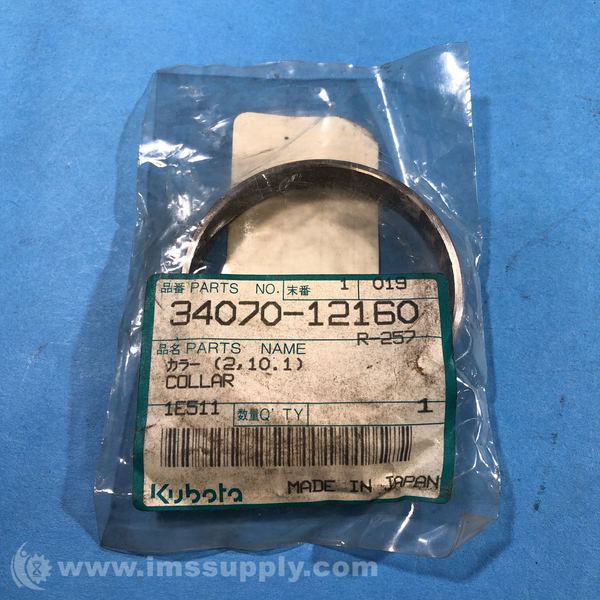 品番 PARTS NO. 末番 1 019
34070-12160
R-257
品名 PARTS NAME
カラー (2,10.1)
COLLAR
1E511 数量Q'TY 1
Kubota MADE IN JAPAN
www.imssupply.com